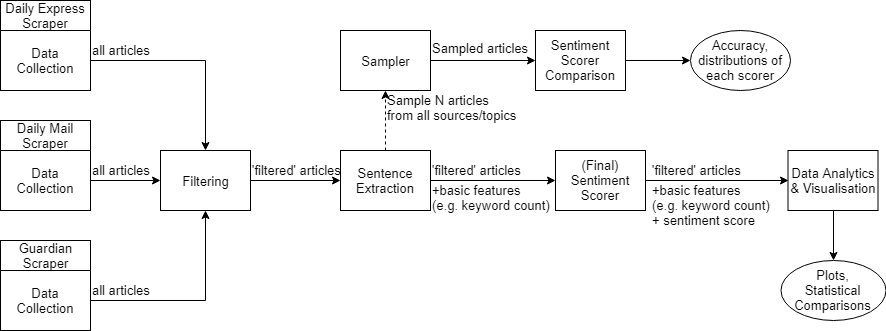 Daily Express
Scraper
Data
Collection
all articles
Daily Mail
Scraper
Data
Collection
all articles
Guardian
Scraper
Data
Collection
all articles
Filtering
'filtered' articles
Sentence
Extraction
Sample N articles
from all sources/topics
Sampler
Sampled articles
Sentiment
Scorer
Comparison
Accuracy,
distributions of
each scorer
'filtered' articles
+basic features
(e.g. keyword count)
(Final)
Sentiment
Scorer
'filtered' articles
+basic features
(e.g. keyword count)
+ sentiment score
Data Analytics
& Visualisation
Plots,
Statistical
Comparisons